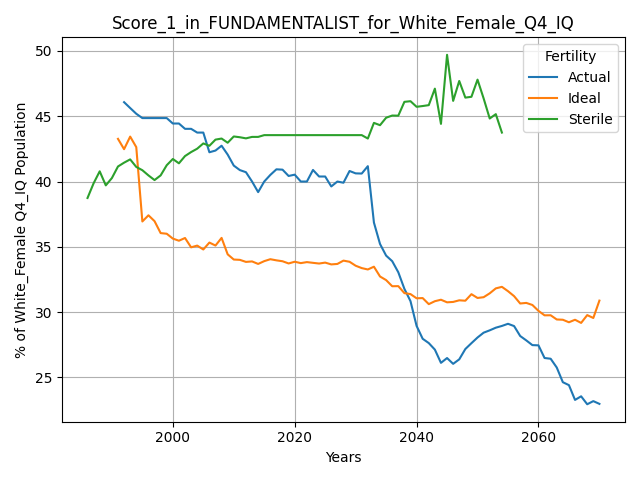 Score_1_in_FUNDAMENTALIST_for_White_Female_Q4_IQ
Fertility
Actual
Ideal
Sterile
% of White_Female Q4_IQ Population
50
45
40
35
30
25
2000
2020
2040
2060
Years